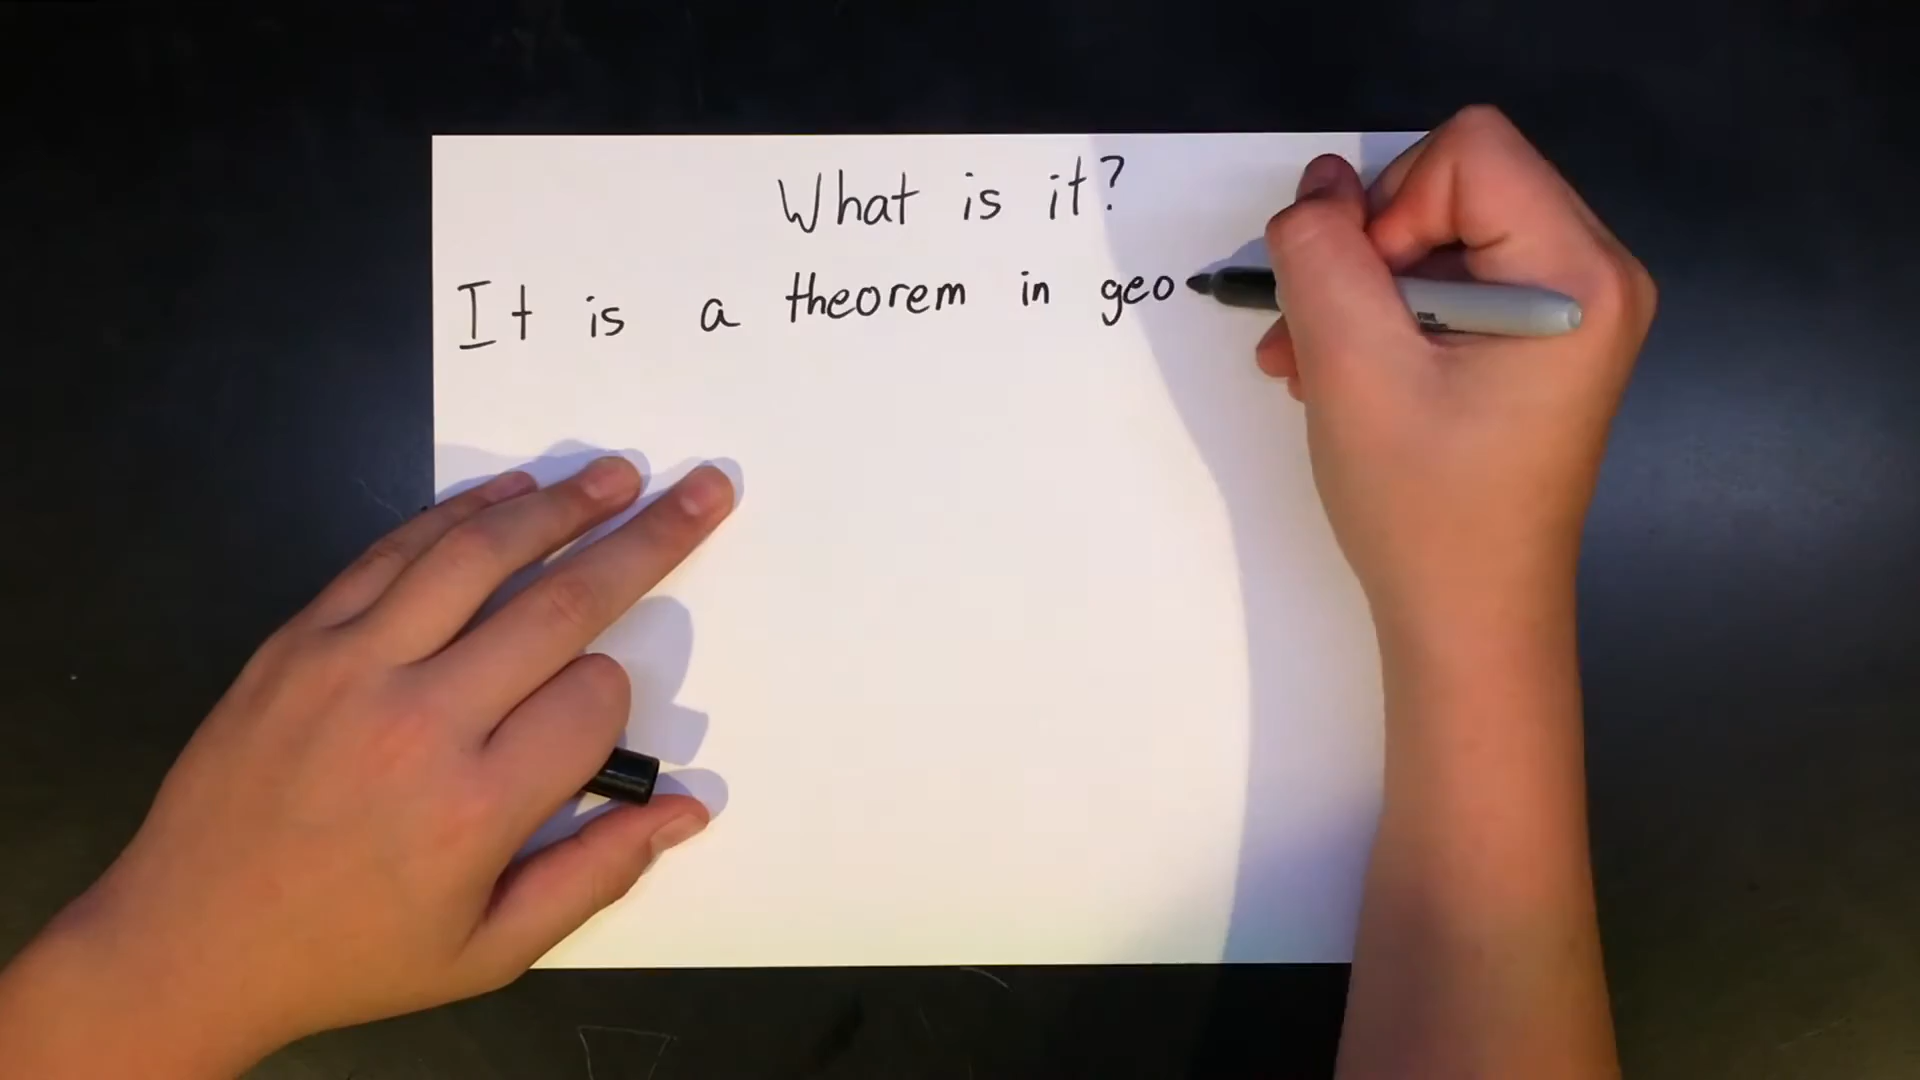 What is it?
It is a theorem in geo